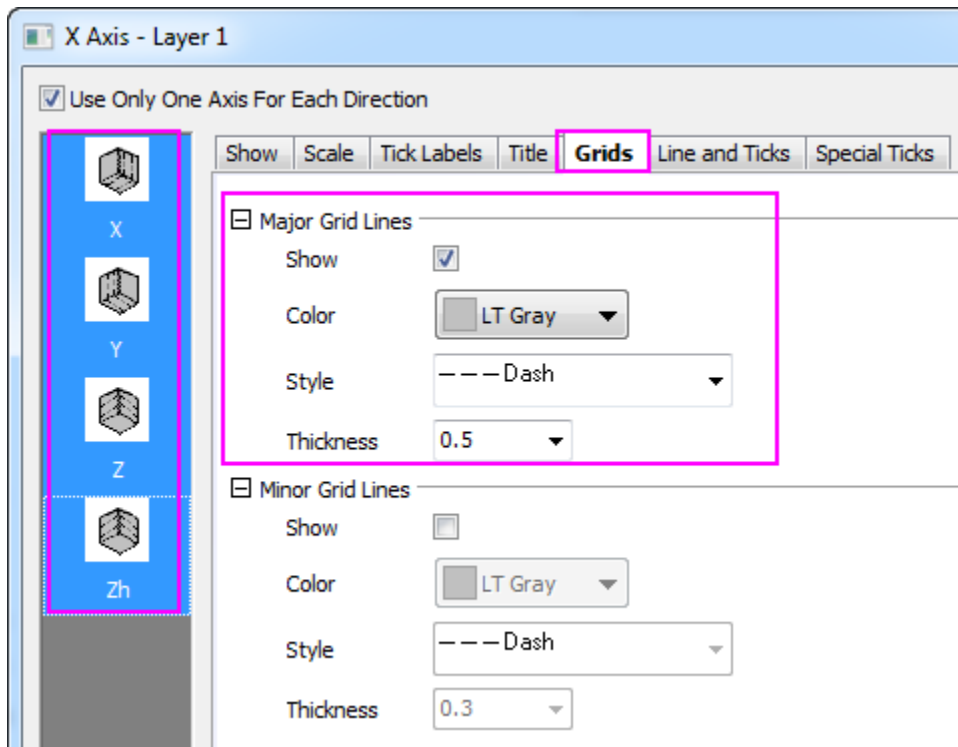 X Axis - Layer 1
Use Only One Axis For Each Direction
X
Y
Z
Zh
Show Scale Tick Labels Title Grids Line and Ticks Special Ticks
Major Grid Lines
Show
Color LT Gray
Style Dash
Thickness 0.5
Minor Grid Lines
Show
Color LT Gray
Style Dash
Thickness 0.3